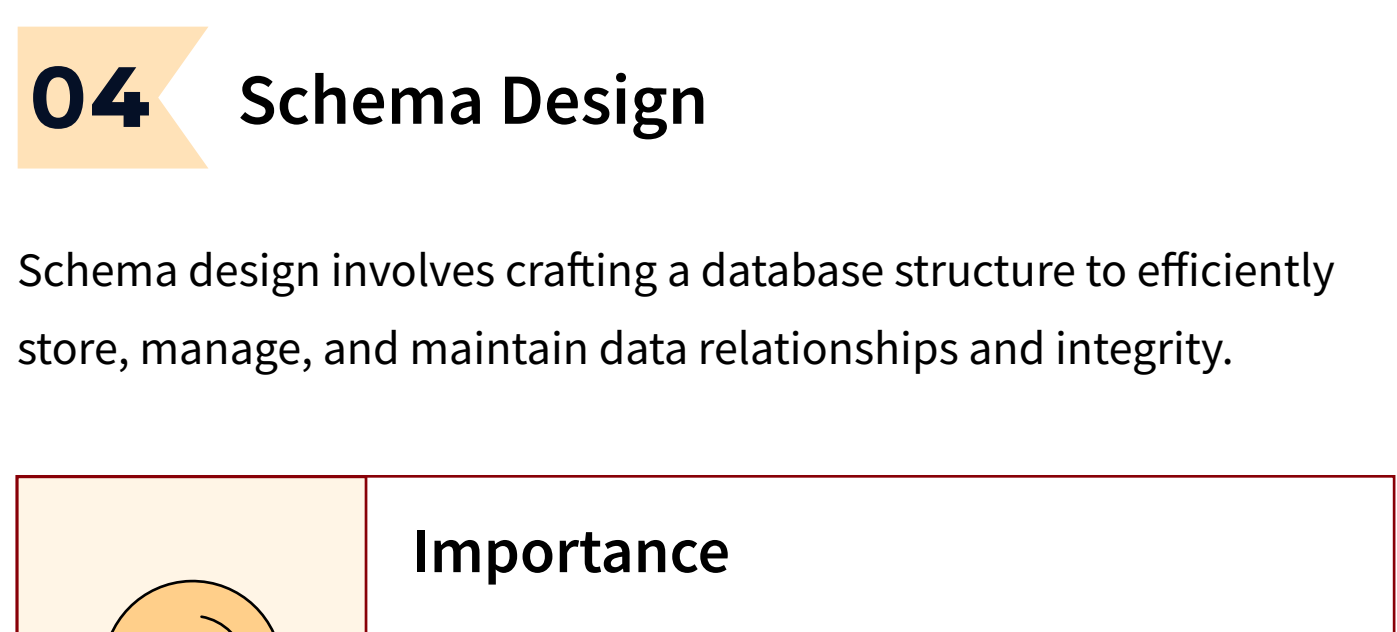 04
Schema Design
Schema design involves crafting a database structure to efficiently
store, manage, and maintain data relationships and integrity.
Importance